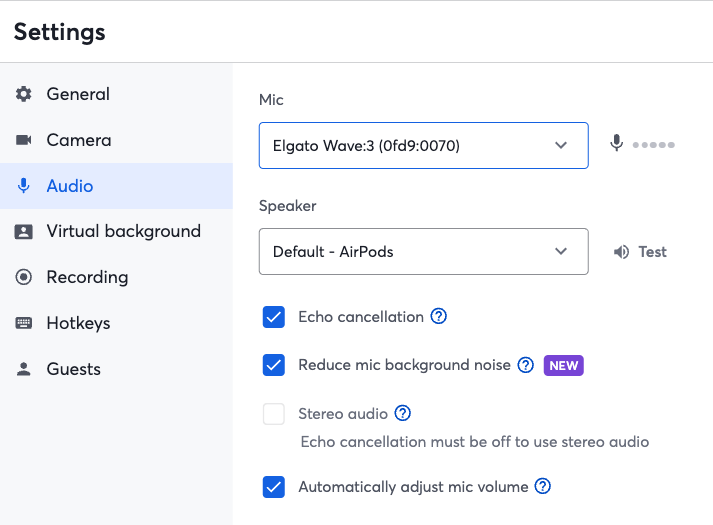 Settings
General
Camera
Audio
Virtual background
Recording
Hotkeys
Guests
Mic
Elgato Wave:3 (0fd9:0070)
Speaker
Default - AirPods
Test
Echo cancellation ?
Reduce mic background noise ? NEW
Stereo audio ?
Echo cancellation must be off to use stereo audio
Automatically adjust mic volume ?